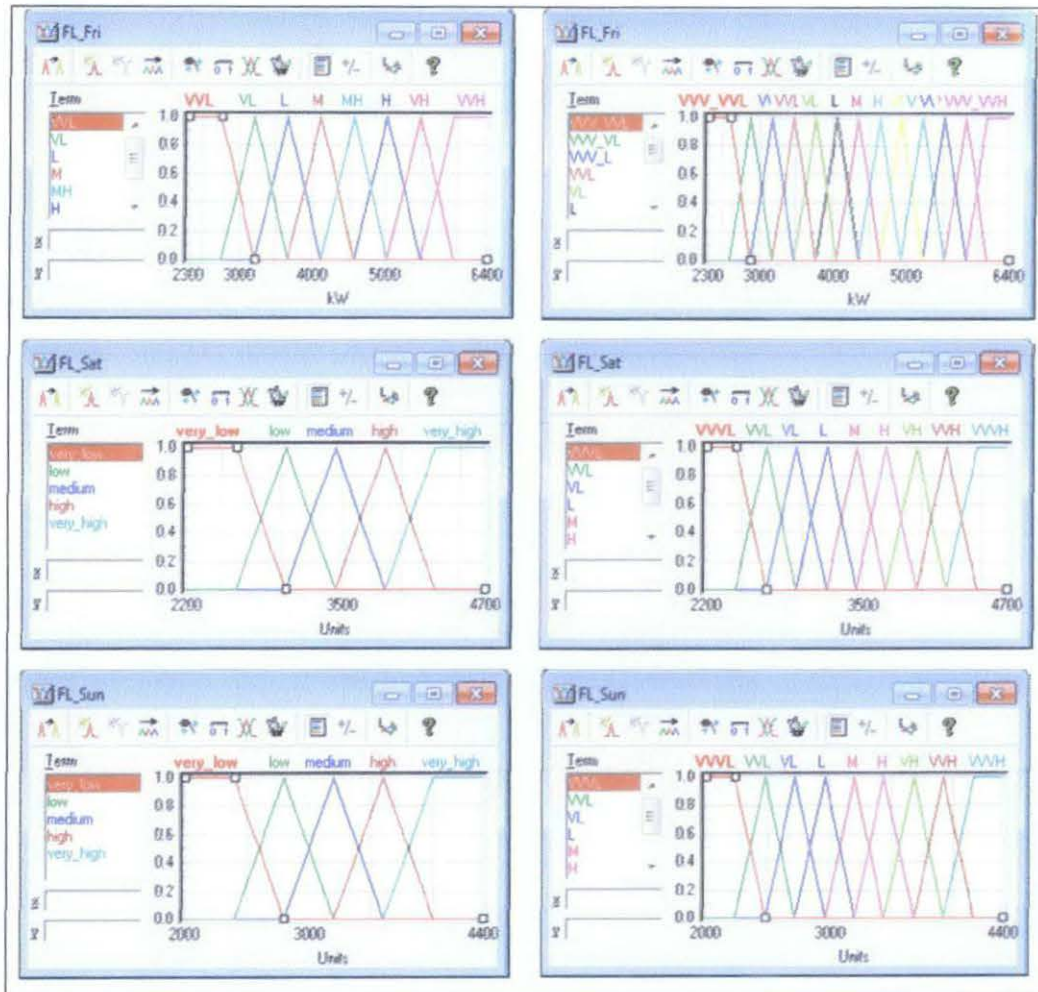 FL_Fri
Term
VVL
VL
L
M
MH
H
VVL VL L M MH H VH VVH
1.0
0.8
0.6
0.4
0.2
0.0
2300 3000 4000 5000 6400
kW
FL_Fri
Term
VVV_VVL
VVV_VL
VVV_L
VVL
VL
L
VVV_VVL VVL VL L M H VVV_VVH
1.0
0.8
0.6
0.4
0.2
0.0
2300 3000 4000 5000 6400
kW
FL_Sat
Term
very_low
low
medium
high
very_high
very_low low medium high very_high
1.0
0.8
0.6
0.4
0.2
0.0
2200 3500 4700
Units
FL_Sat
Term
VVVL
VVL
VL
L
M
H
VVVL VVL VL L M H VH VVH VVVH
1.0
0.8
0.6
0.4
0.2
0.0
2200 3500 4700
Units
FL_Sun
Term
very_low
low
medium
high
very_high
very_low low medium high very_high
1.0
0.8
0.6
0.4
0.2
0.0
2000 3000 4400
Units
FL_Sun
Term
VVVL
VVL
VL
L
M
H
VVVL VVL VL L M H VH VVH VVVH
1.0
0.8
0.6
0.4
0.2
0.0
2000 3000 4400
Units